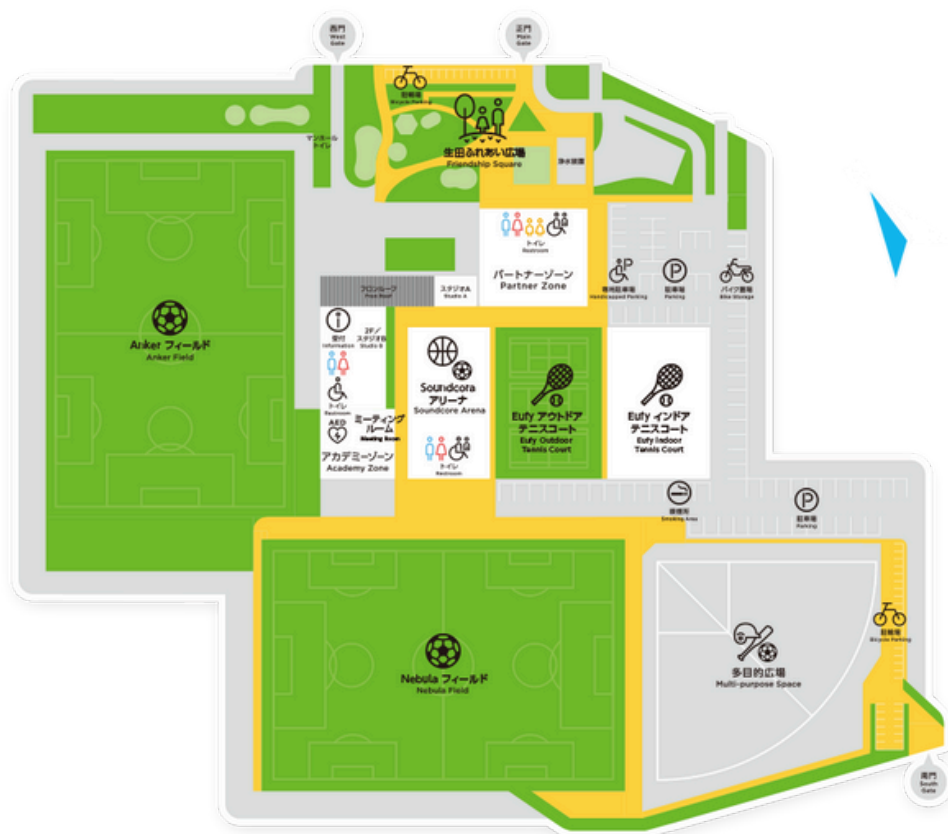 西門
West
Gate
正門
Main
Gate
駐輪場
Bicycle Parking
マンホール
トイレ
生田ふれあい広場
Friendship Square
浄水装置
トイレ
Restroom
パートナーゾーン
Partner Zone
専用駐車場
Handicapped Parking
P
駐車場
Parking
バイク置場
Bike Storage
フロンループ
スタジオA
Studio A
受付
Information
2F/
スタジオB
Studio B
トイレ
Restroom
AED
ミーティング
ルーム
Meeting Room
アカデミーゾーン
Academy Zone
Anker フィールド
Anker Field
Soundcore
アリーナ
Soundcore Arena
トイレ
Restroom
Eufy アウトドア
テニスコート
Eufy Outdoor
Tennis Court
Eufy インドア
テニスコート
Eufy Indoor
Tennis Court
喫煙所
Smoking Area
P
駐車場
Parking
Nebula フィールド
Nebula Field
多目的広場
Multi-purpose Space
駐輪場
Bicycle Parking
南門
South
Gate